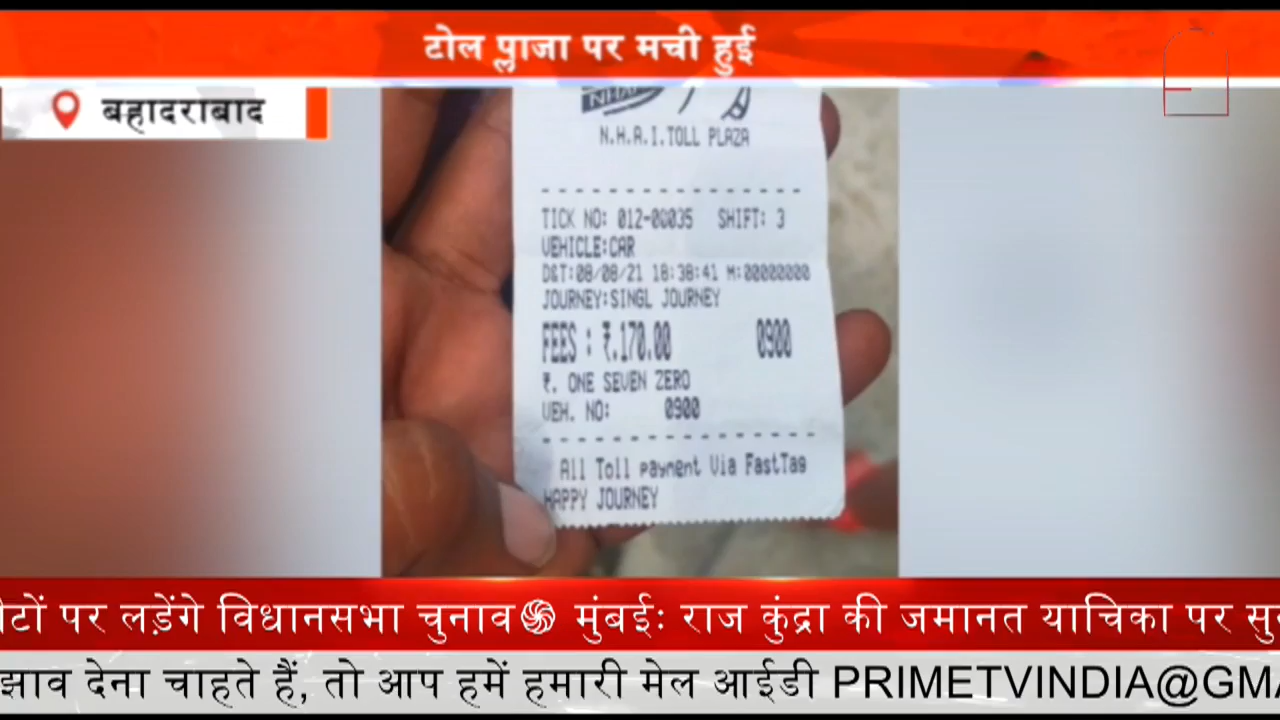 टोल प्लाजा पर मची हुई
बहादराबाद
N.H.A.I.TOLL PLAZA
TICK NO: 012-08035 SHIFT: 3
VEHICLE:CAR
D&T:08/08/21 18:38:41 M:00000000
JOURNEY:SINGL JOURNEY
FEES : ₹.170.00 0900
₹. ONE SEVEN ZERO
VEH. NO: 0900
All Toll payment Via FastTag
HAPPY JOURNEY
पर लड़ेंगे विधानसभा चुनाव मुंबईः राज कुंद्रा की जमानत याचिका पर
देना चाहते हैं, तो आप हमें हमारी मेल आईडी PRIMETVINDIA@GMA